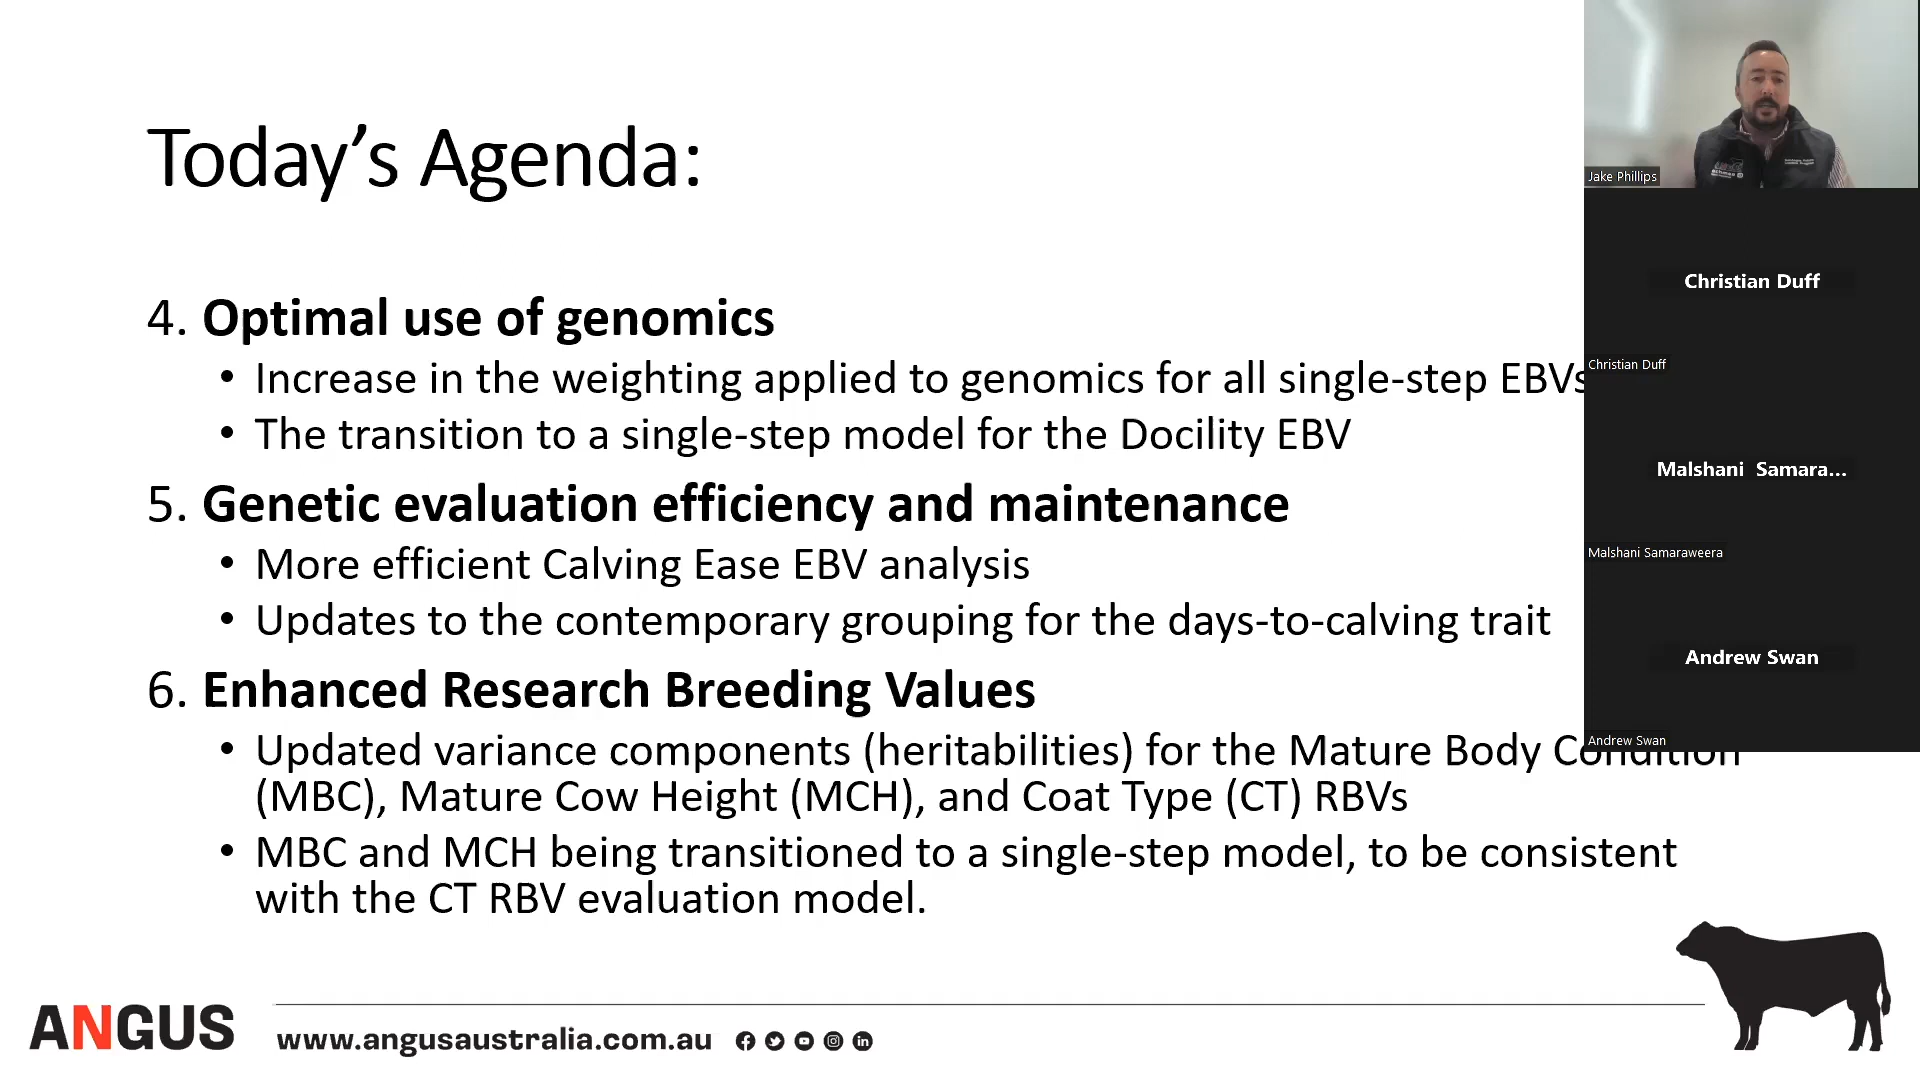 Today's Agenda:
4. Optimal use of genomics
• Increase in the weighting applied to genomics for all single-step EBVs
• The transition to a single-step model for the Docility EBV
5. Genetic evaluation efficiency and maintenance
• More efficient Calving Ease EBV analysis
• Updates to the contemporary grouping for the days-to-calving trait
6. Enhanced Research Breeding Values
• Updated variance components (heritabilities) for the Mature Body Condition
(MBC), Mature Cow Height (MCH), and Coat Type (CT) RBVs
• MBC and MCH being transitioned to a single-step model, to be consistent
with the CT RBV evaluation model.
ANGUS
www.angusaustralia.com.au
Jake Phillips
Christian Duff
Christian Duff
Malshani Samara...
Malshani Samaraweera
Andrew Swan
Andrew Swan